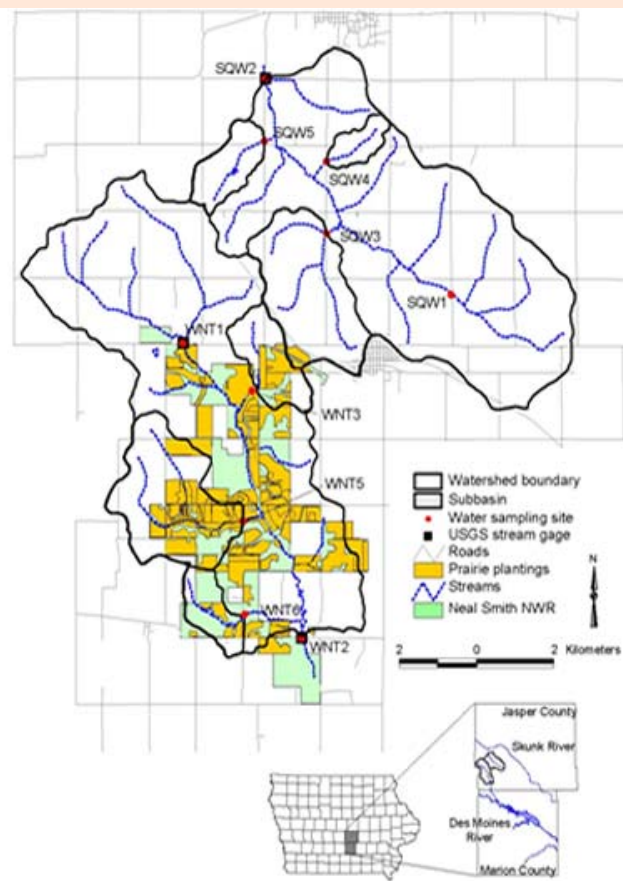 SQW2
SQW5
SQW4
SQW3
SQW1
WNT1
WNT3
WNT5
WNT6
WNT2
Watershed boundary
Subbasin
Water sampling site
USGS stream gage
Roads
Prairie plantings
Streams
Neal Smith NWR
N
2 0 2 Kilometers
Jasper County
Skunk River
Des Moines
River
Marion County